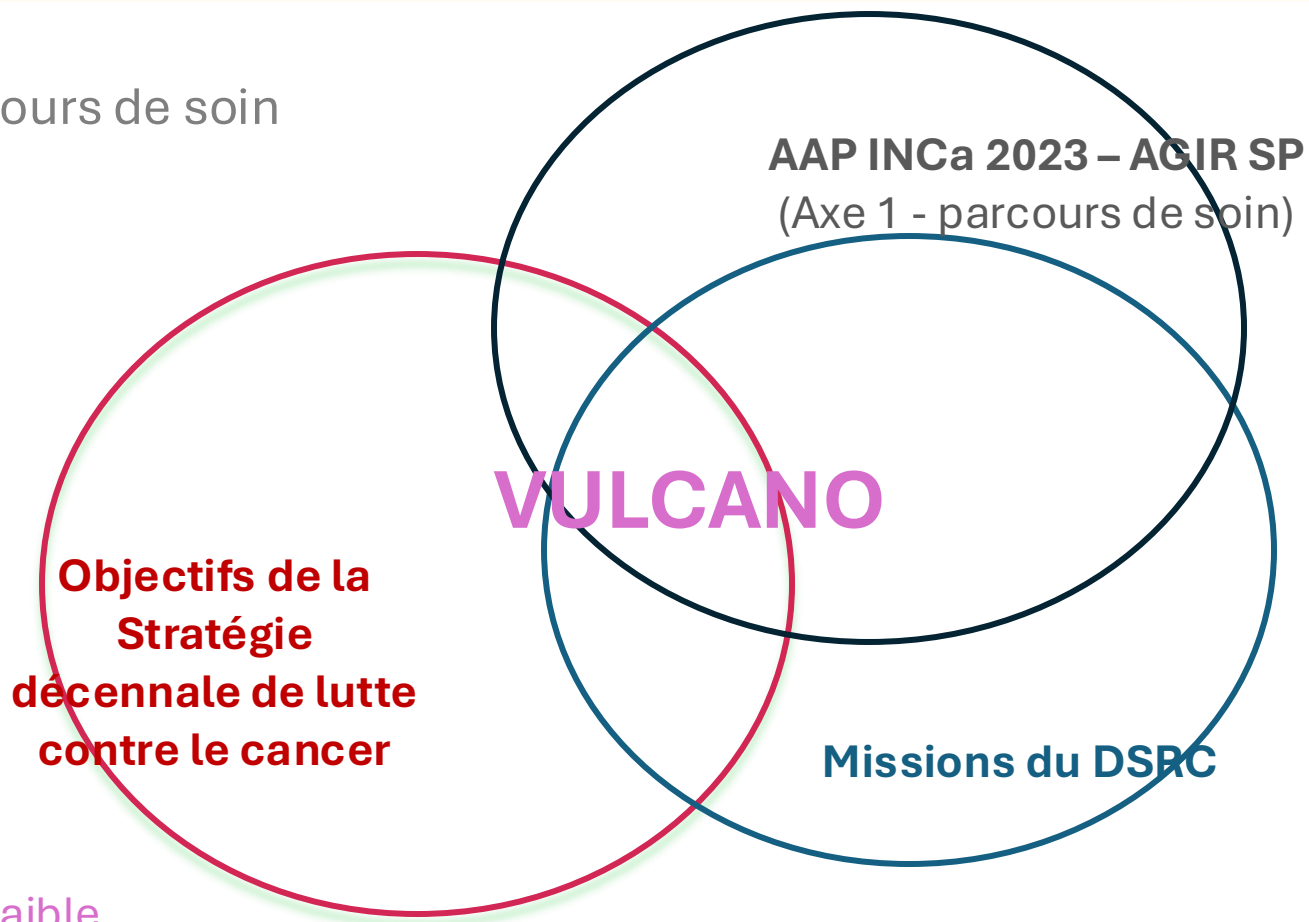 ours de soin
AAP INCa 2023 – AGIR SP
(Axe 1 - parcours de soin)
VULCANO
Objectifs de la
Stratégie
décennale de lutte
contre le cancer
Missions du DSRC
aible